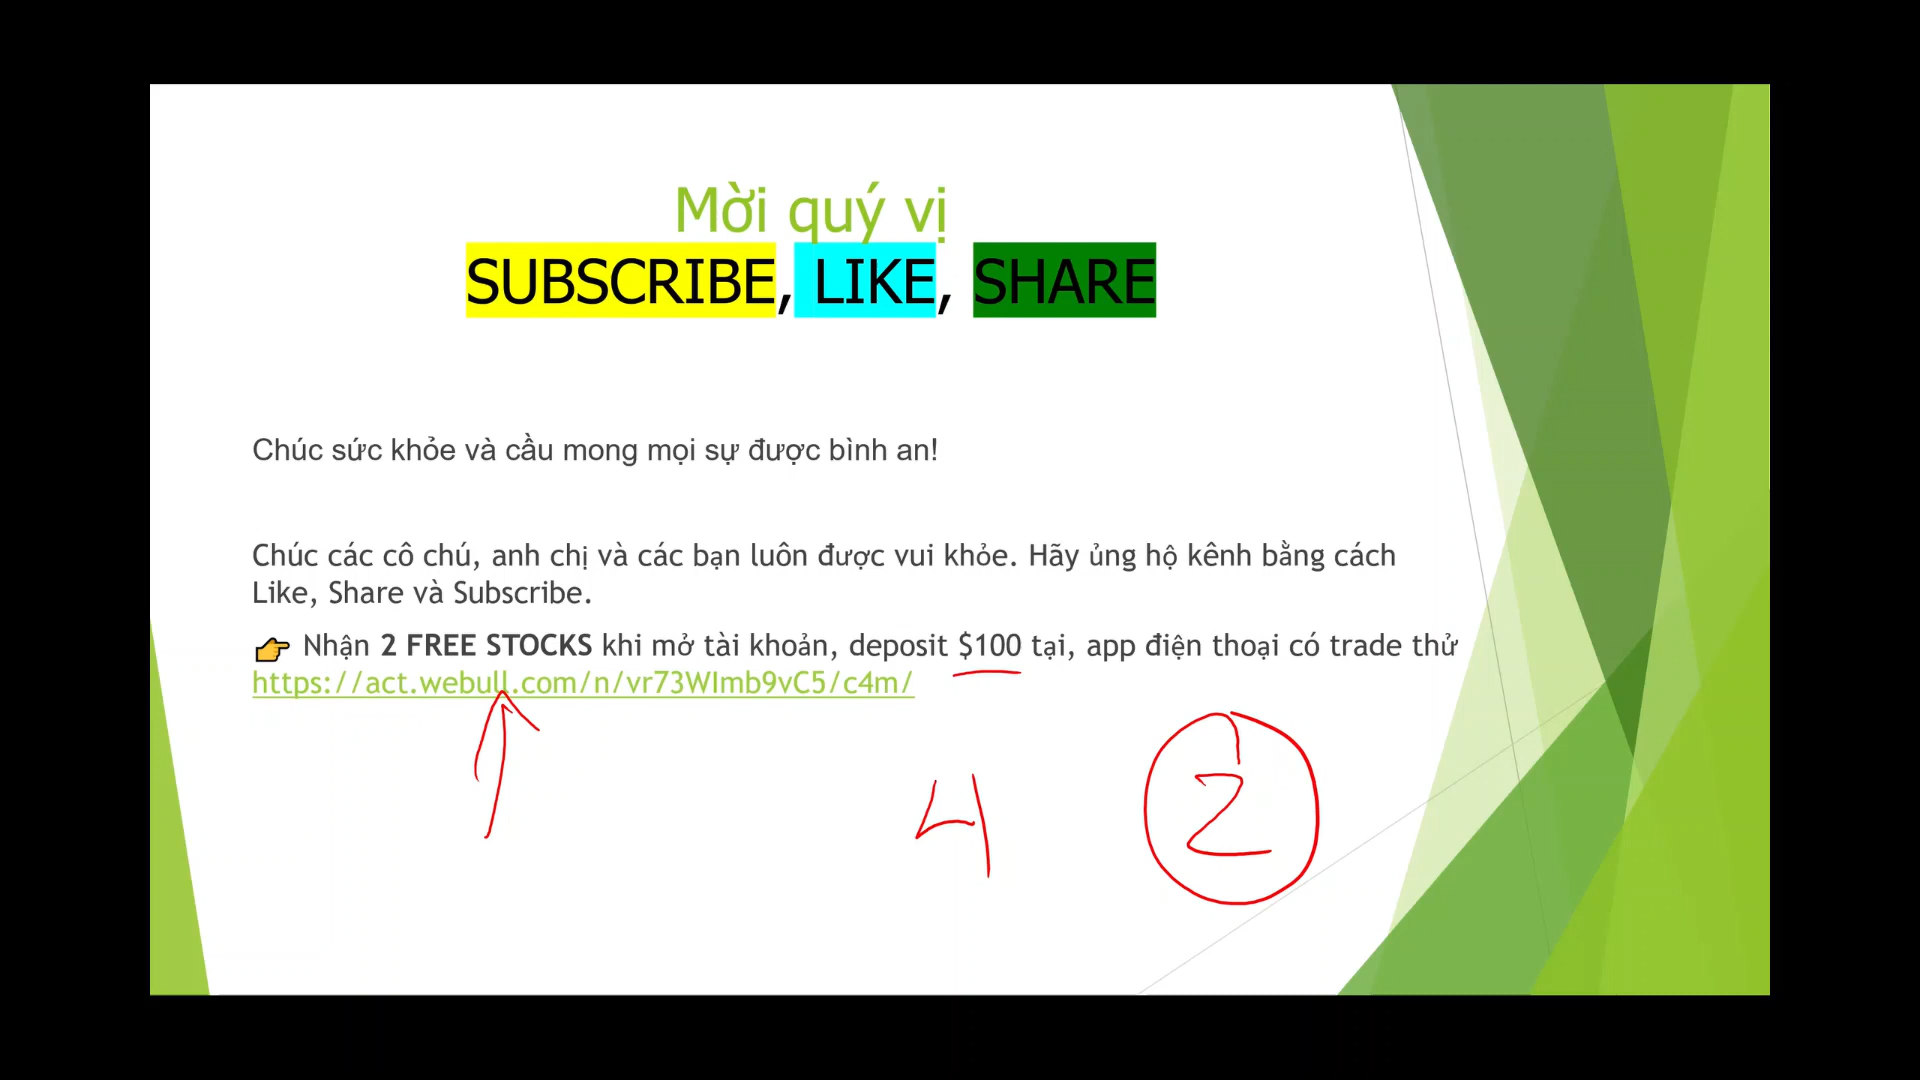 Mời quý vị
SUBSCRIBE, LIKE, SHARE
Chúc sức khỏe và cầu mong mọi sự được bình an!
Chúc các cô chú, anh chị và các bạn luôn được vui khỏe. Hãy ủng hộ kênh bằng cách
Like, Share và Subscribe.
👉 Nhận 2 FREE STOCKS khi mở tài khoản, deposit $100 tại, app điện thoại có trade thử
https://act.webull.com/n/vr73WImb9vC5/c4m/
4 2